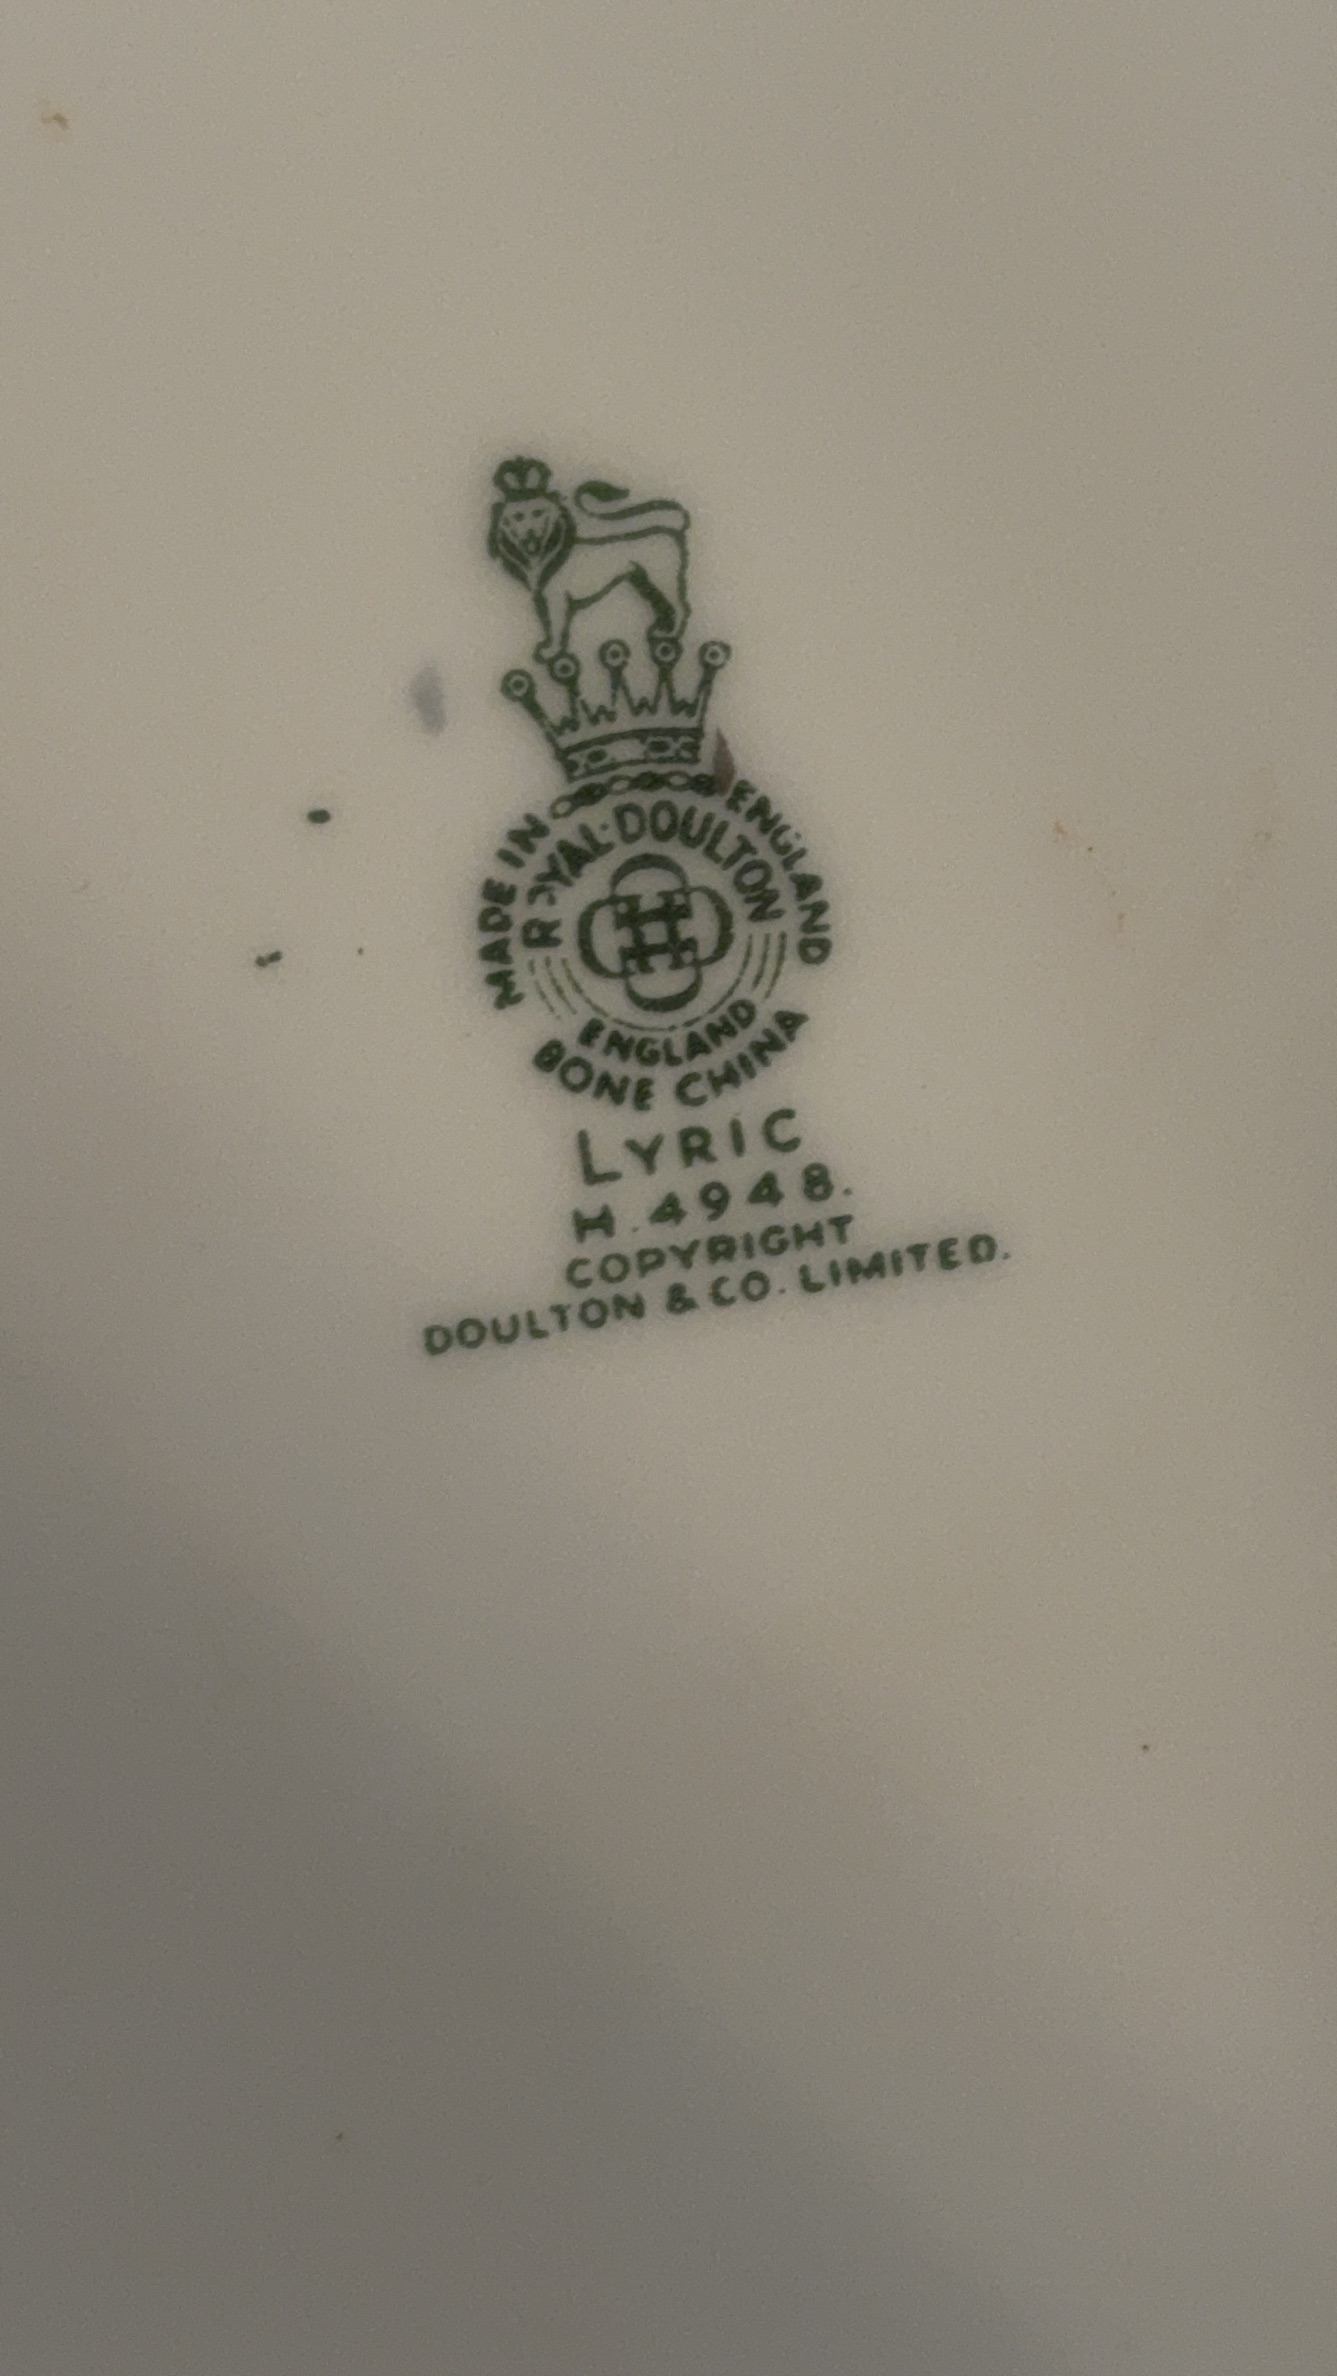 MADE IN ENGLAND
ROYAL·DOULTON
ENGLAND
BONE CHINA
LYRIC
H.4948.
COPYRIGHT
DOULTON & CO. LIMITED.